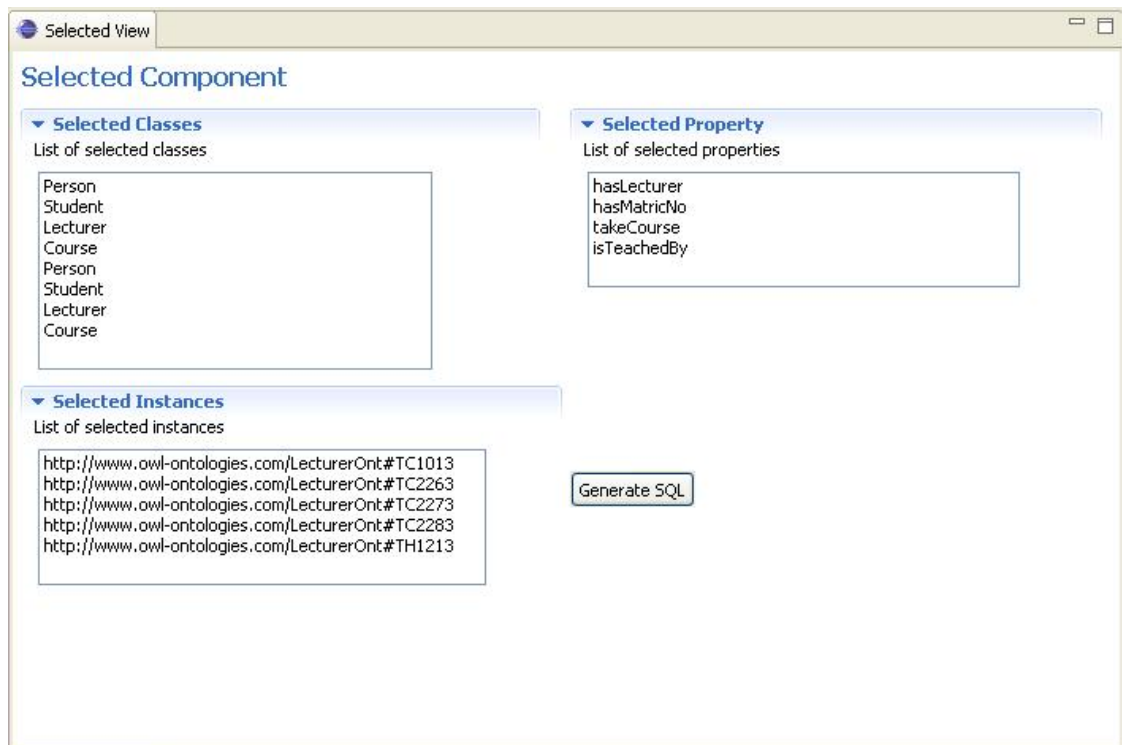 Selected View
Selected Component
Selected Classes
List of selected classes
Person
Student
Lecturer
Course
Person
Student
Lecturer
Course
Selected Property
List of selected properties
hasLecturer
hasMatricNo
takeCourse
isTeachedBy
Selected Instances
List of selected instances
http://www.owl-ontologies.com/LecturerOnt#TC1013
http://www.owl-ontologies.com/LecturerOnt#TC2263
http://www.owl-ontologies.com/LecturerOnt#TC2273
http://www.owl-ontologies.com/LecturerOnt#TC2283
http://www.owl-ontologies.com/LecturerOnt#TH1213
Generate SQL